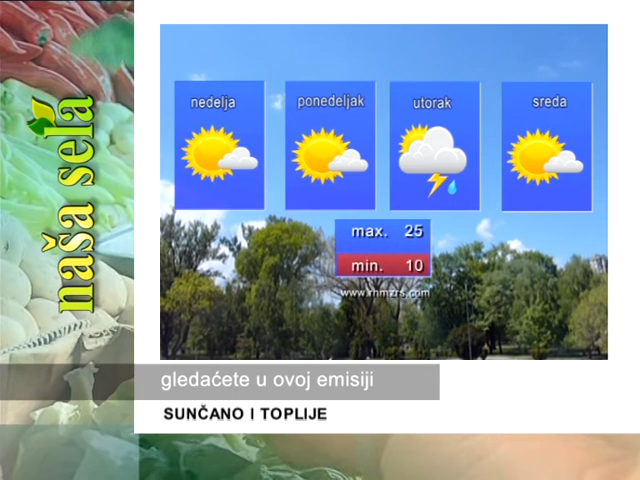 naša sela
nedelja
ponedeljak
utorak
sreda
max. 25
min. 10
www.rhmzrs.com
gledaćete u ovoj emisiji
SUNČANO I TOPLIJE